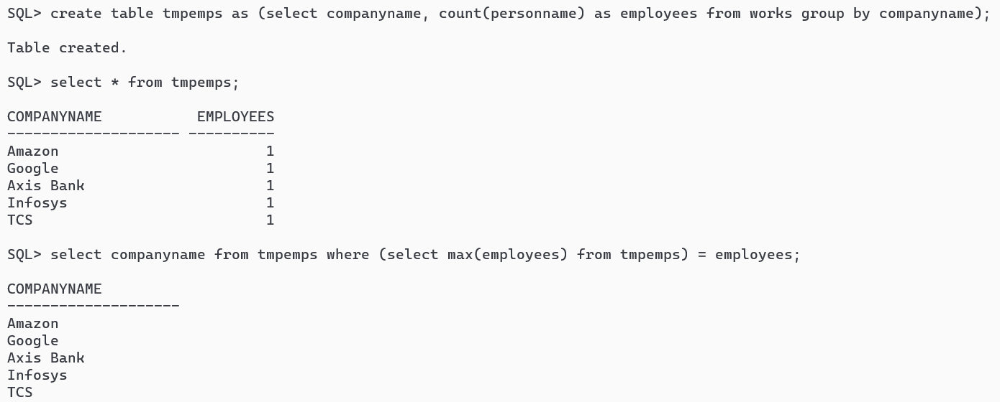 SQL> create table tmpemps as (select companyname, count(personname) as employees from works group by companyname);
Table created.
SQL> select * from tmpemps;
COMPANYNAME           EMPLOYEES
-------------------- ----------
Amazon                        1
Google                        1
Axis Bank                     1
Infosys                       1
TCS                           1
SQL> select companyname from tmpemps where (select max(employees) from tmpemps) = employees;
COMPANYNAME
--------------------
Amazon
Google
Axis Bank
Infosys
TCS